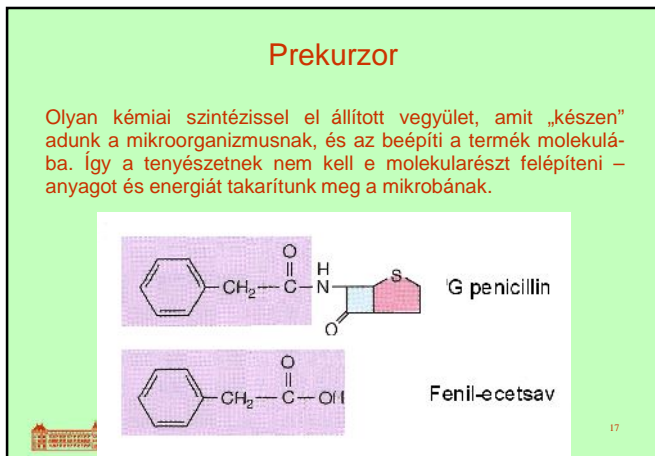 Prekurzor
Olyan kémiai szintézissel el állított vegyület, amit „készen”
adunk a mikroorganizmusnak, és az beépíti a termék molekulá-
ba. Így a tenyészetnek nem kell e molekularészt felépíteni –
anyagot és energiát takarítunk meg a mikrobának.
O
H
CH2 C N S
'G penicillin
O
O
CH2 C OH
Fenil-ecetsav
17